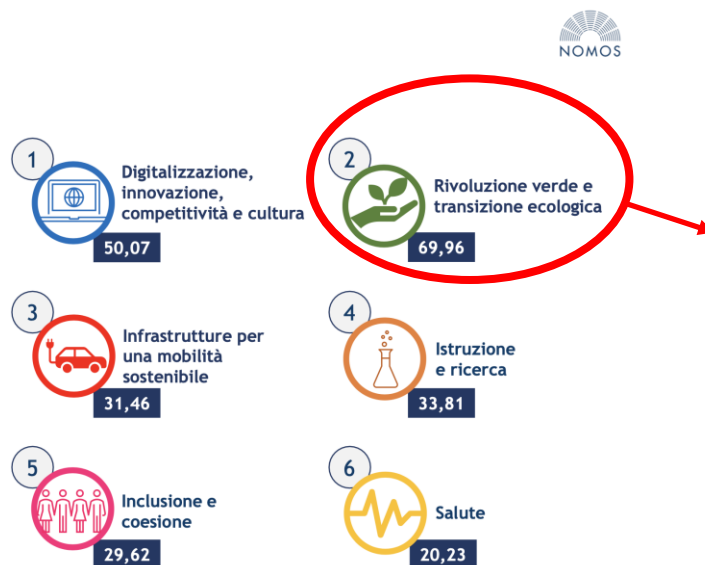 NOMOS
1
Digitalizzazione,
innovazione,
competitività e cultura
50,07
2
Rivoluzione verde e
transizione ecologica
69,96
3
Infrastrutture per
una mobilità
sostenibile
31,46
4
Istruzione
e ricerca
33,81
5
Inclusione e
coesione
29,62
6
Salute
20,23